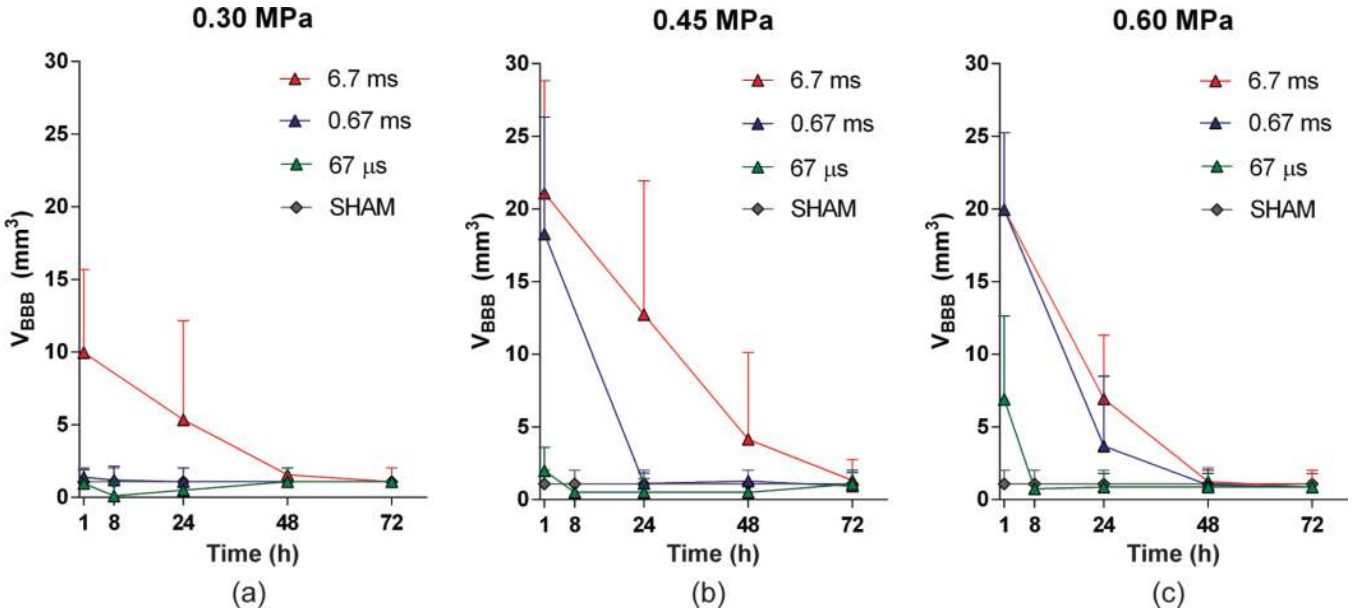 0.30 MPa
30
25
20
15
10
5
0
V_BBB (mm³)
6.7 ms
0.67 ms
67 μs
SHAM
1 8 24 48 72
Time (h)
(a)
0.45 MPa
30
25
20
15
10
5
0
V_BBB (mm³)
6.7 ms
0.67 ms
67 μs
SHAM
1 8 24 48 72
Time (h)
(b)
0.60 MPa
30
25
20
15
10
5
0
V_BBB (mm³)
6.7 ms
0.67 ms
67 μs
SHAM
1 8 24 48 72
Time (h)
(c)